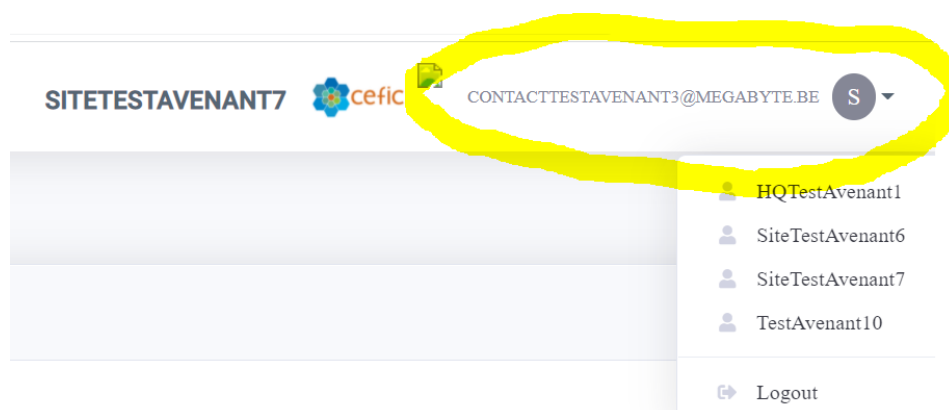 SITETESTAVENANT7 cefic CONTACTTESTAVENANT3@MEGABYTE.BE S
HQTestAvenant1
SiteTestAvenant6
SiteTestAvenant7
TestAvenant10
Logout